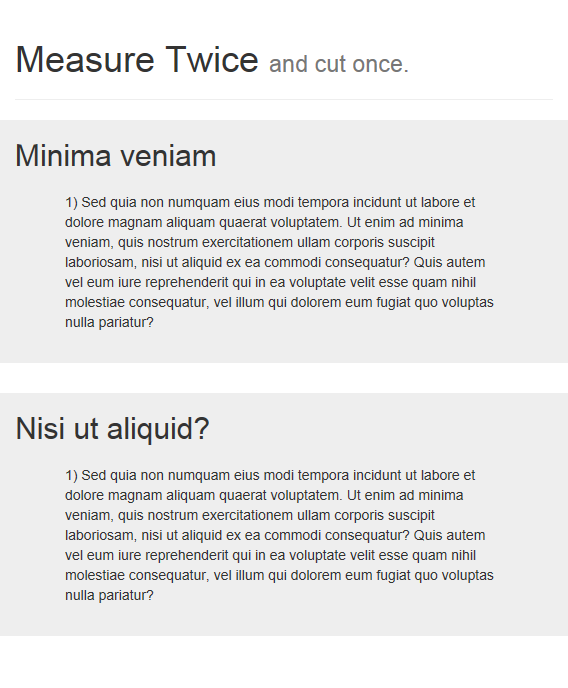 Measure Twice and cut once.
Minima veniam
1) Sed quia non numquam eius modi tempora incidunt ut labore et
dolore magnam aliquam quaerat voluptatem. Ut enim ad minima
veniam, quis nostrum exercitationem ullam corporis suscipit
laboriosam, nisi ut aliquid ex ea commodi consequatur? Quis autem
vel eum iure reprehenderit qui in ea voluptate velit esse quam nihil
molestiae consequatur, vel illum qui dolorem eum fugiat quo voluptas
nulla pariatur?
Nisi ut aliquid?
1) Sed quia non numquam eius modi tempora incidunt ut labore et
dolore magnam aliquam quaerat voluptatem. Ut enim ad minima
veniam, quis nostrum exercitationem ullam corporis suscipit
laboriosam, nisi ut aliquid ex ea commodi consequatur? Quis autem
vel eum iure reprehenderit qui in ea voluptate velit esse quam nihil
molestiae consequatur, vel illum qui dolorem eum fugiat quo voluptas
nulla pariatur?